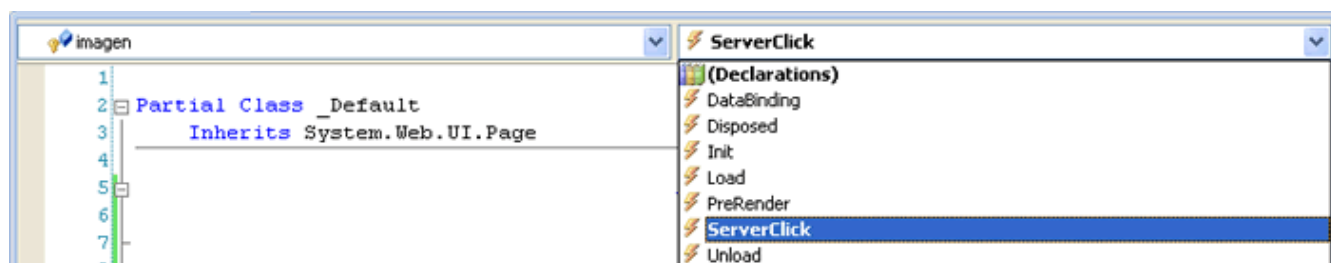 imagen
ServerClick
1
2 Partial Class _Default
3 Inherits System.Web.UI.Page
4
5
6
7
(Declarations)
DataBinding
Disposed
Init
Load
PreRender
ServerClick
Unload